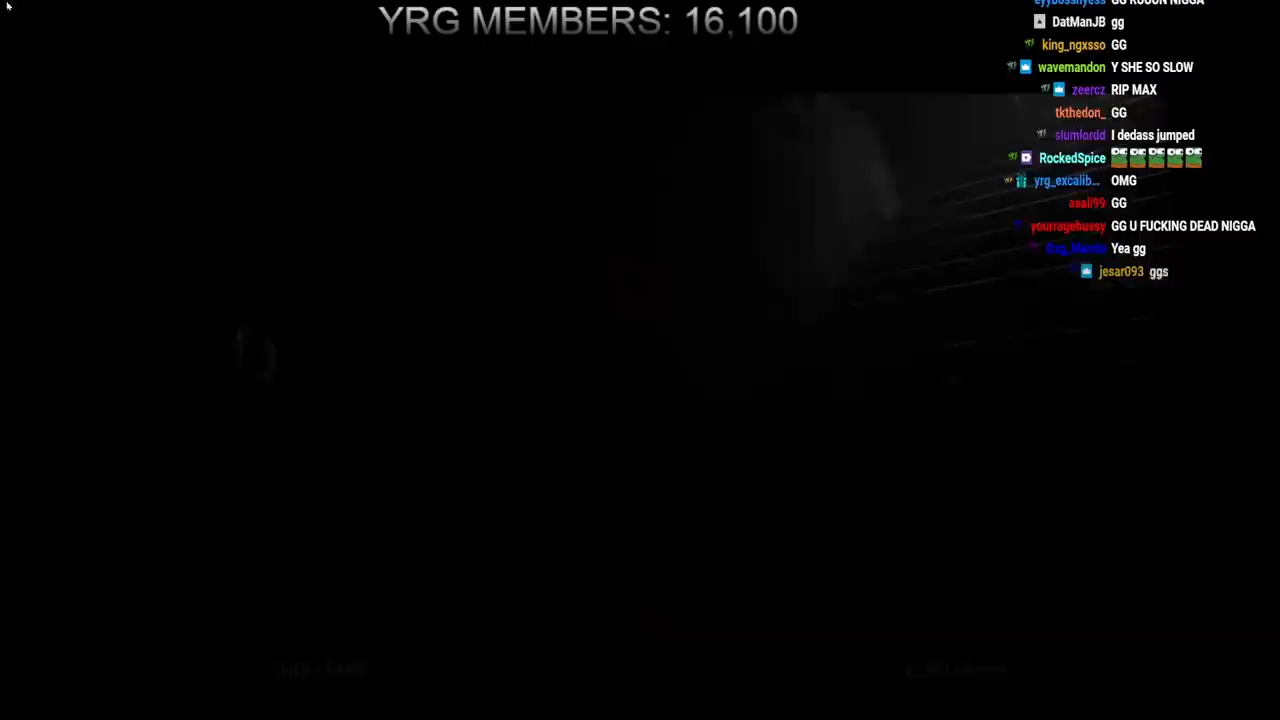 YRG MEMBERS: 16,100
DatManJB gg
king_ngxsso GG
wavemandon Y SHE SO SLOW
zeercz RIP MAX
tkthedon_ GG
slumlordd I dedass jumped
RockedSpice
yrg_excalib... OMG
asall99 GG
yourragehussy GG U FUCKING DEAD NIGGA
Yea gg
jesar093 ggs